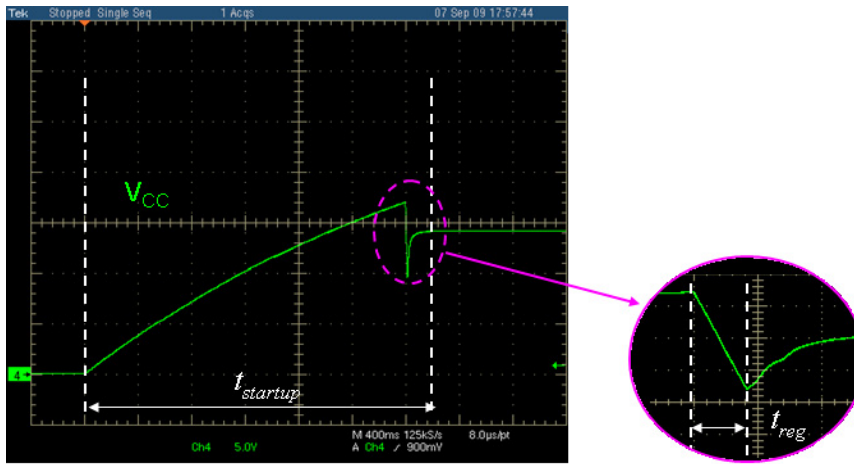 Tek Stopped Single Seq 1 Acqs 07 Sep 09 17:57:44
VCC
4
tstartup
treg
M 400ms 125kS/s 8.0µs/pt
Ch4 5.0V A Ch4 ∕ 900mV